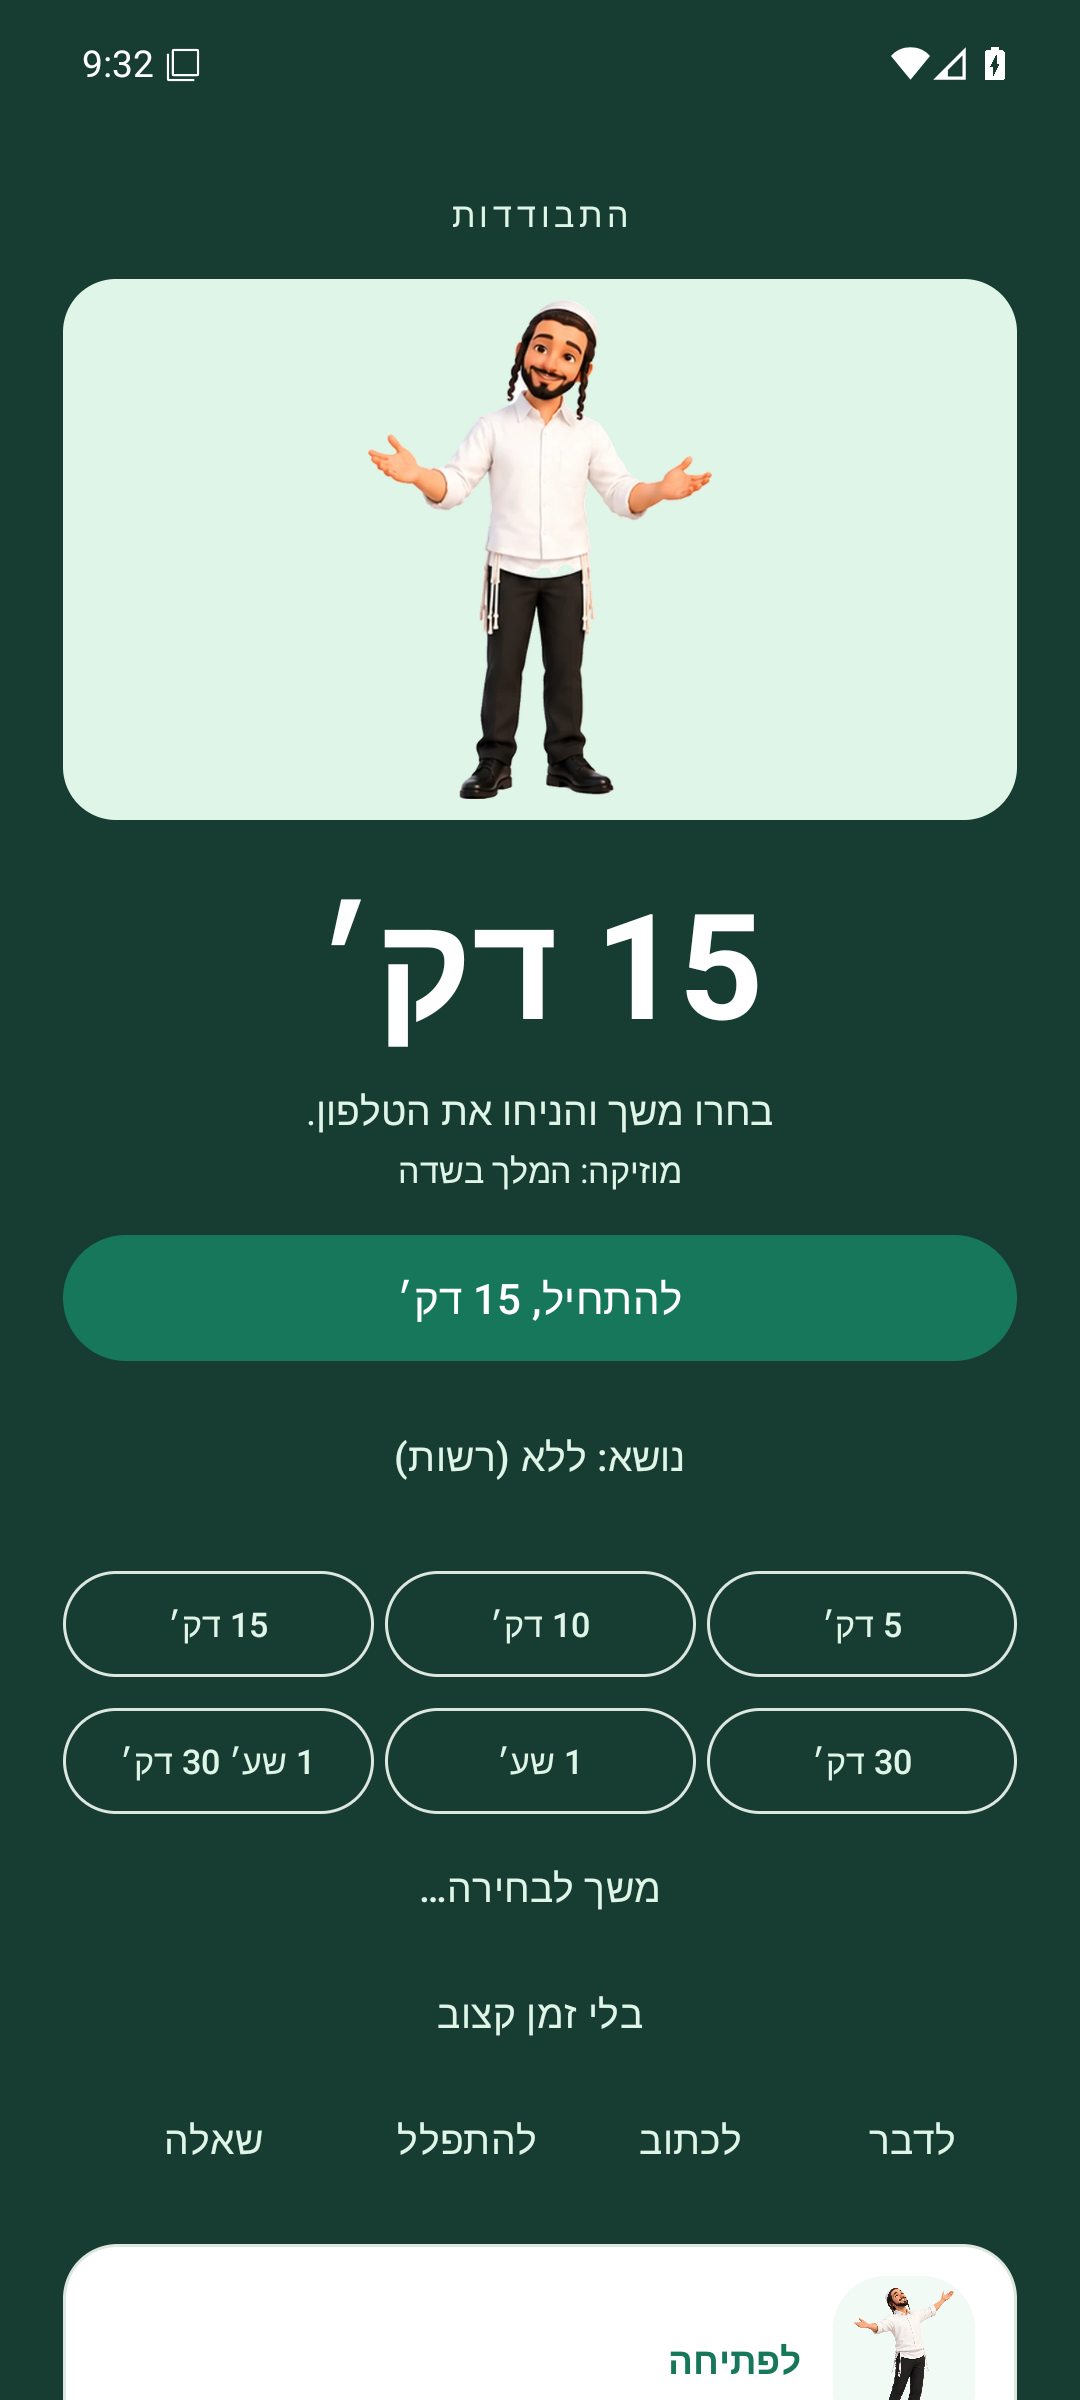 9:32
התבודדות
15 דק׳
בחרו משך והניחו את הטלפון.
מוזיקה: המלך בשדה
להתחיל, 15 דק׳
נושא: ללא (רשות)
5 דק׳
10 דק׳
15 דק׳
30 דק׳
1 שע׳
1 שע׳ 30 דק׳
משך לבחירה...
בלי זמן קצוב
לדבר
לכתוב
להתפלל
שאלה
לפתיחה